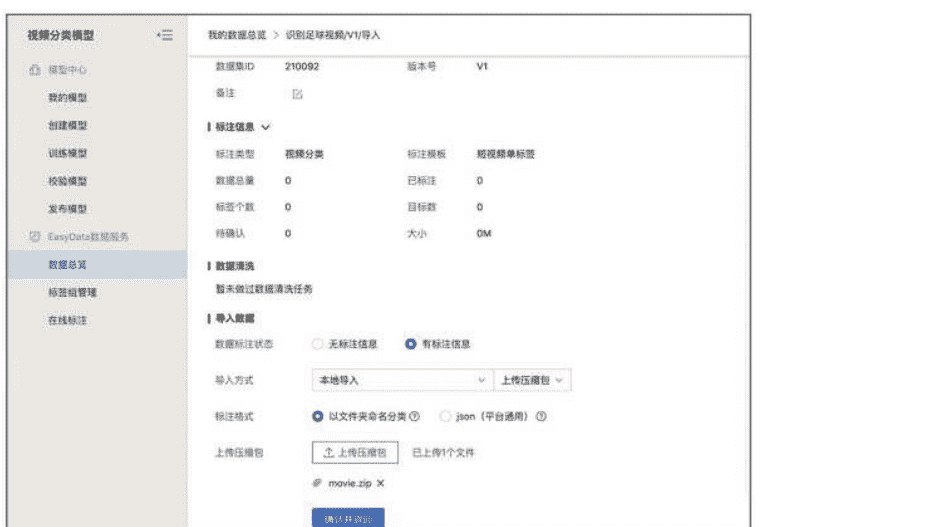 视频分类模型
我的数据总览 > 识别足球视频/V1/导入
模型中心
我的模型
创建模型
训练模型
校验模型
发布模型
EasyData数据服务
数据总览
标签组管理
在线标注
数据集ID 210092 版本号 V1
备注
标注信息
标注类型 视频分类 标注模板 短视频单标签
数据总量 0 已标注 0
标签个数 0 目标数 0
待确认 0 大小 0M
数据清洗
暂未做过数据清洗任务
导入数据
数据标注状态 无标注信息 有标注信息
导入方式 本地导入 上传压缩包
标注格式 以文件夹命名分类 json（平台通用）
上传压缩包 上传压缩包 已上传1个文件
movie.zip ×
确认并返回